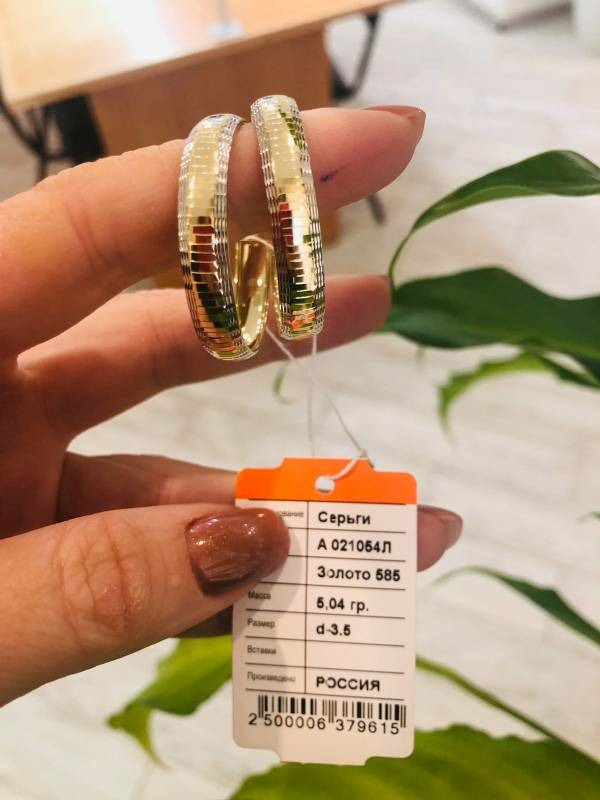 Серьги
А 021054Л
Золото 585
Масса 5,04 гр.
Размер d-3.5
Вставки
Произведено РОССИЯ
2 500006 379615